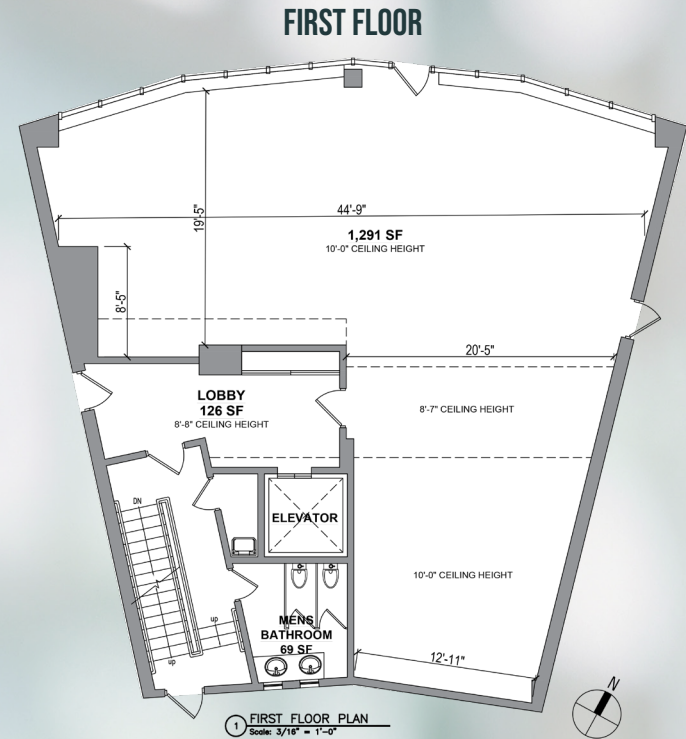 FIRST FLOOR
44'-9"
19'-5"
1,291 SF
10'-0" CEILING HEIGHT
8'-5"
20'-5"
LOBBY
126 SF
8'-8" CEILING HEIGHT
8'-7" CEILING HEIGHT
DN
ELEVATOR
10'-0" CEILING HEIGHT
up
up
MENS
BATHROOM
69 SF
12'-11"
N
1 FIRST FLOOR PLAN
Scale: 3/16" = 1'-0"